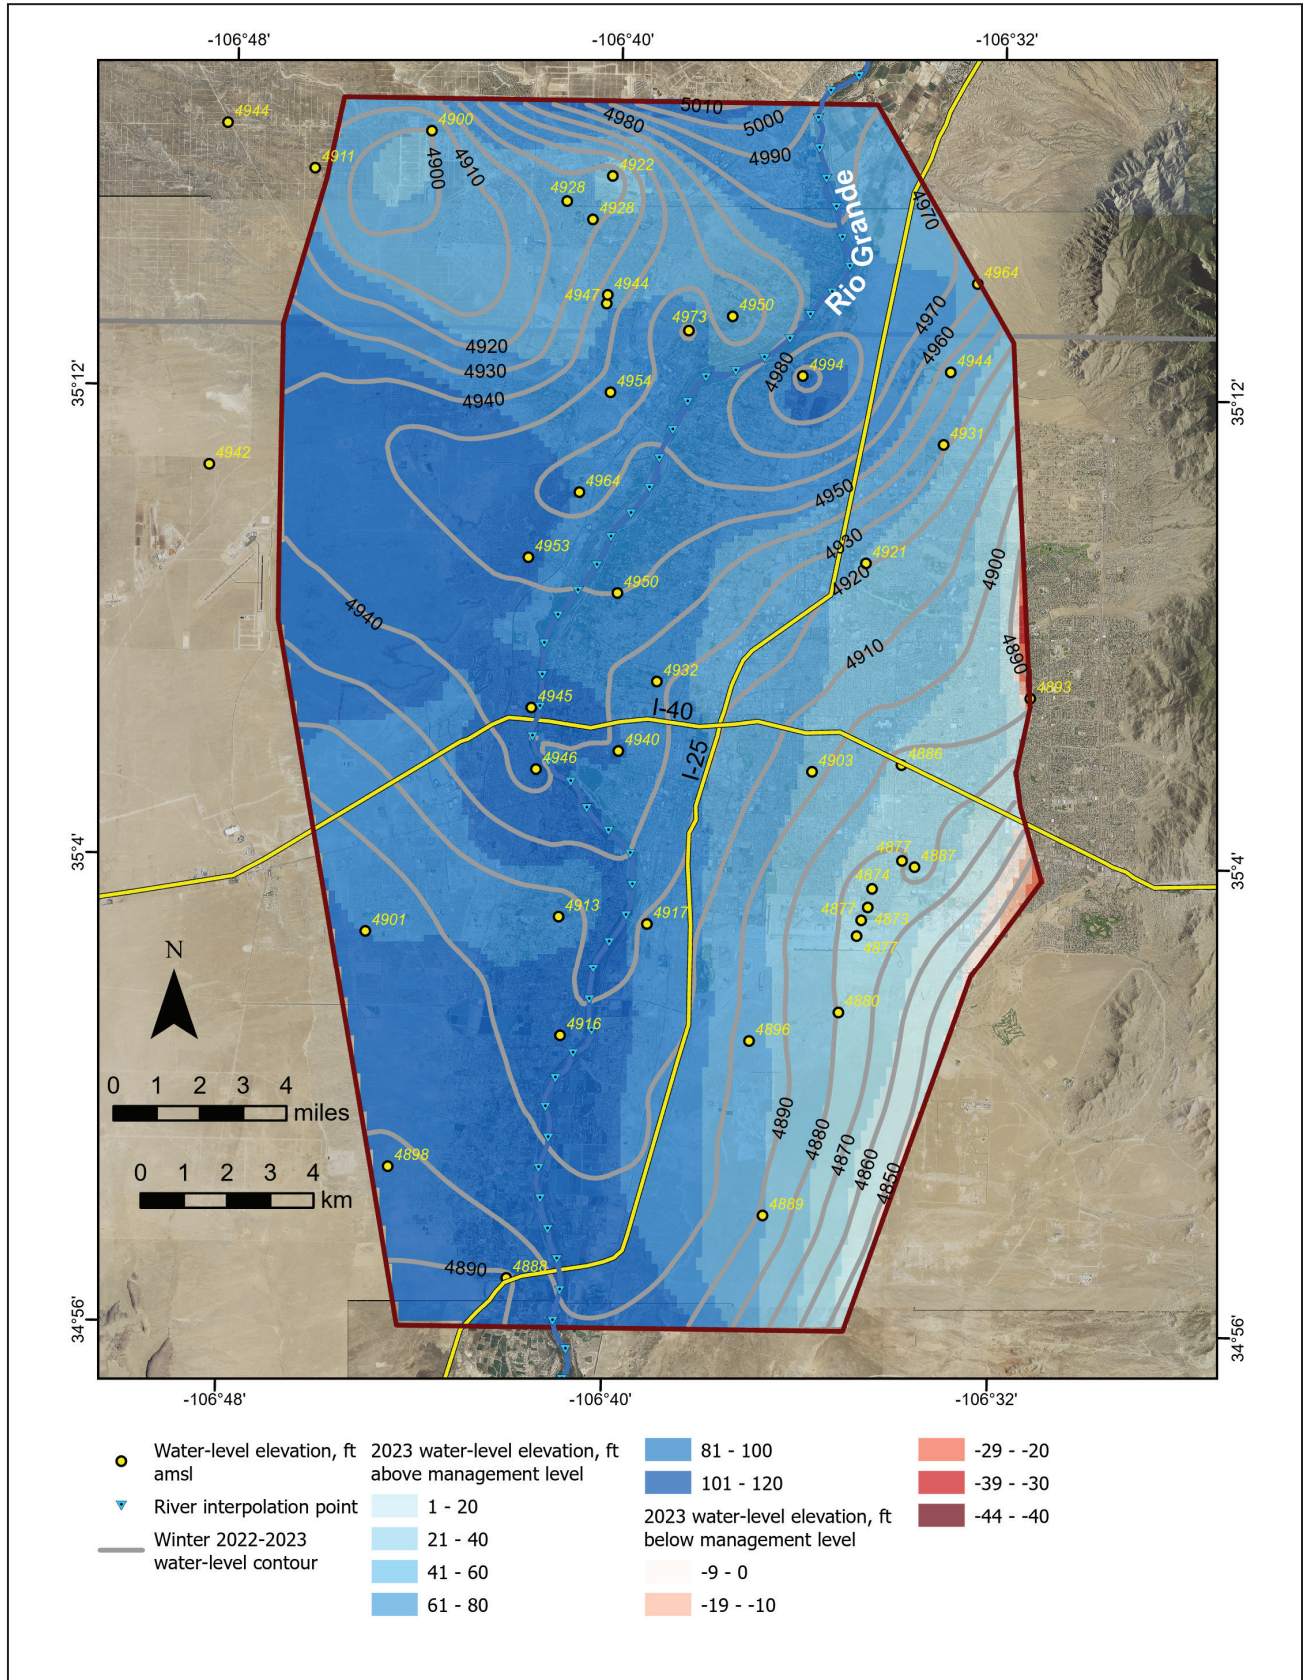 -106°48'
-106°40'
-106°32'
5010
4944
4980
5000
4900
4990
4911
4900
4910
4922
4928
4928
Rio Grande
4970
4964
4944
4947
4950
4973
4970
4920
4960
4930
4980
4994
4944
35°12'
35°12'
4954
4940
4931
4942
4964
4950
4953
4930
4921
4900
4920
4950
4940
4910
4890
4932
4893
4945
I-40
4940
I-25
4946
4903
4886
35°4'
35°4'
4877
4887
4874
4913
4917
4877
4873
4901
4877
N
4880
4916
4896
0 1 2 3 4
miles
4890
4880
4870
4898
4860
4850
0 1 2 3 4
km
4889
4890
4888
34°56'
34°56'
-106°48'
-106°40'
-106°32'
Water-level elevation, ft
amsl
River interpolation point
Winter 2022-2023
water-level contour
2023 water-level elevation, ft
above management level
1 - 20
21 - 40
41 - 60
61 - 80
81 - 100
101 - 120
2023 water-level elevation, ft
below management level
-9 - 0
-19 - -10
-29 - -20
-39 - -30
-44 - -40